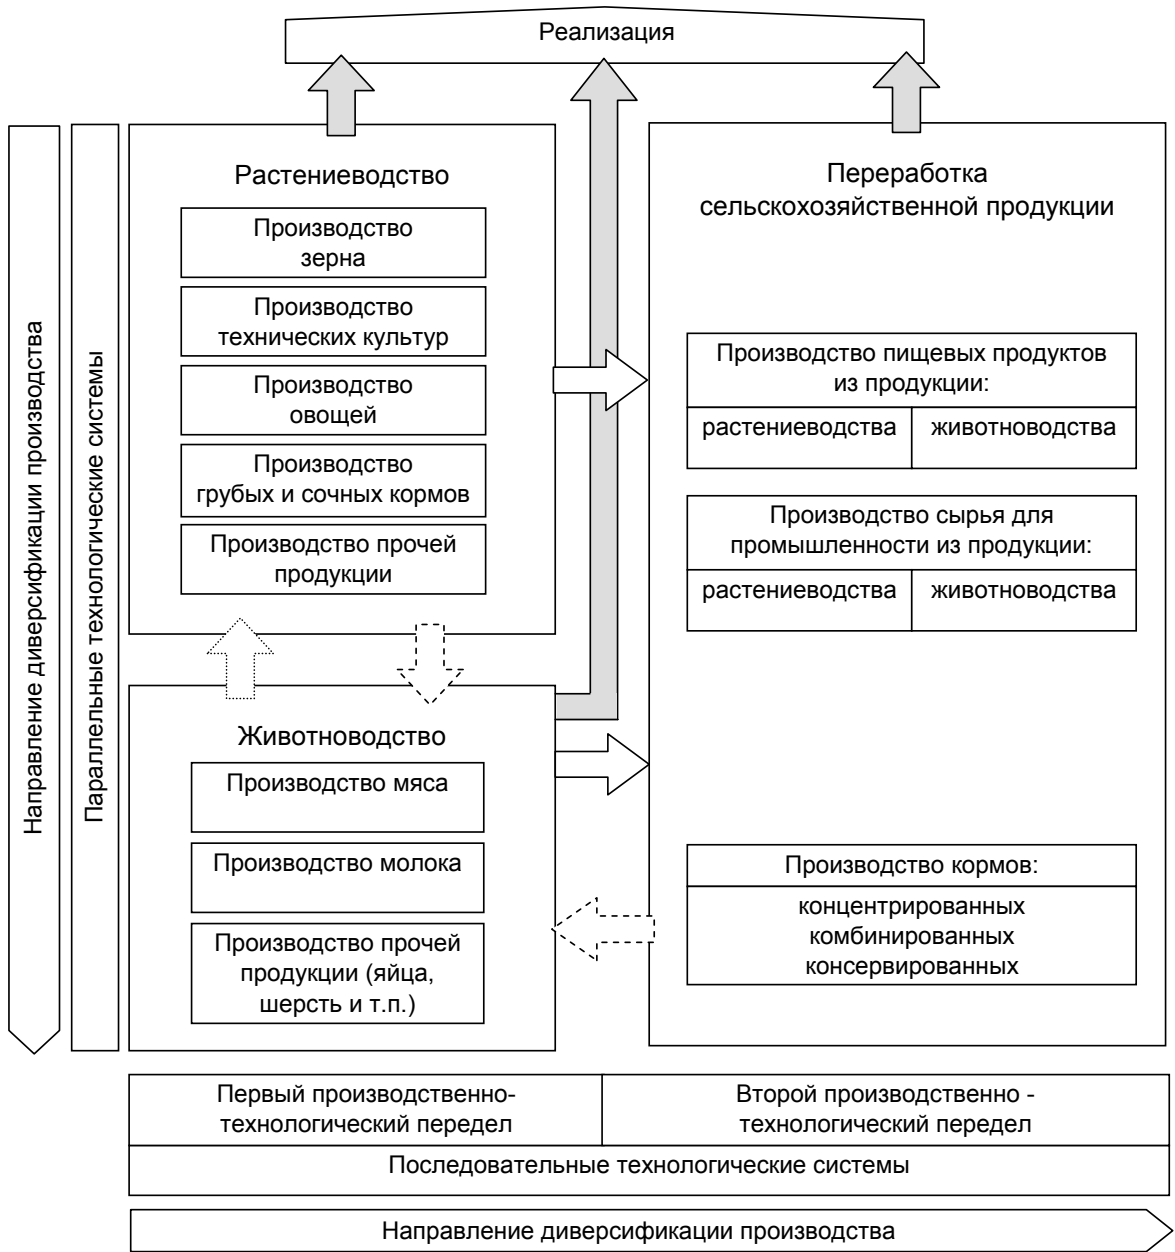 Реализация
Направление диверсификации производства
Параллельные технологические системы
Растениеводство
Производство
зерна
Производство
технических культур
Производство
овощей
Производство
грубых и сочных кормов
Производство прочей
продукции
Животноводство
Производство мяса
Производство молока
Производство прочей
продукции (яйца,
шерсть и т.п.)
Переработка
сельскохозяйственной продукции
Производство пищевых продуктов
из продукции:
растениеводства
животноводства
Производство сырья для
промышленности из продукции:
растениеводства
животноводства
Производство кормов:
концентрированных
комбинированных
консервированных
Первый производственно-
технологический передел
Второй производственно -
технологический передел
Последовательные технологические системы
Направление диверсификации производства